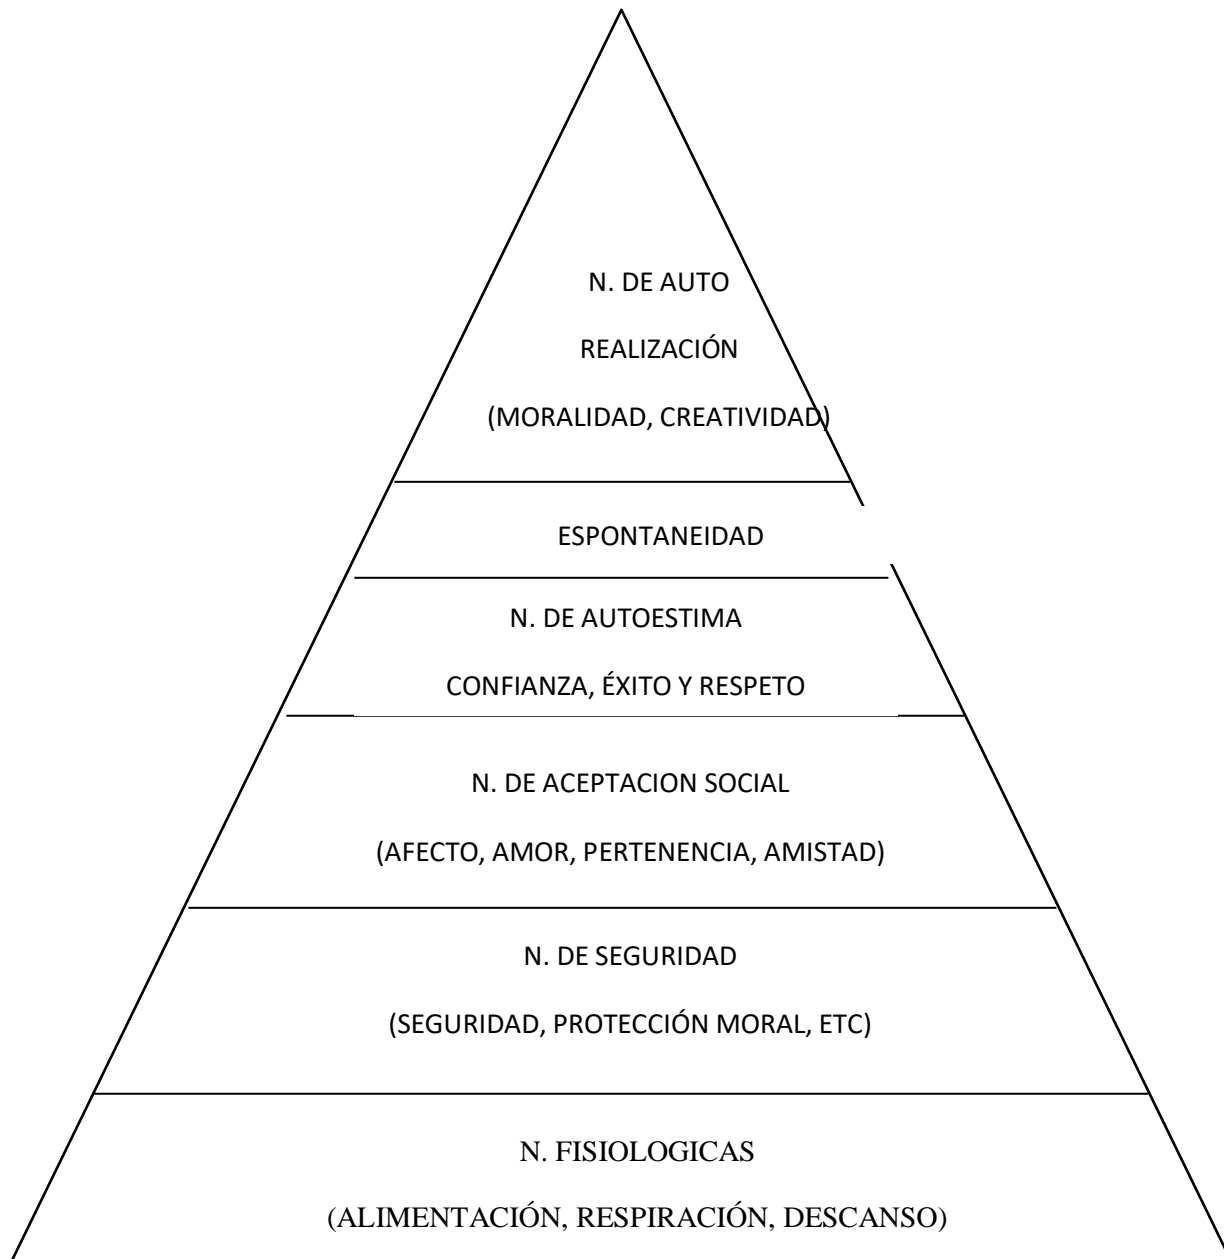 N. DE AUTO
REALIZACIÓN
(MORALIDAD, CREATIVIDAD)
ESPONTANEIDAD
N. DE AUTOESTIMA
CONFIANZA, ÉXITO Y RESPETO
N. DE ACEPTACION SOCIAL
(AFECTO, AMOR, PERTENENCIA, AMISTAD)
N. DE SEGURIDAD
(SEGURIDAD, PROTECCIÓN MORAL, ETC)
N. FISIOLOGICAS
(ALIMENTACIÓN, RESPIRACIÓN, DESCANSO)